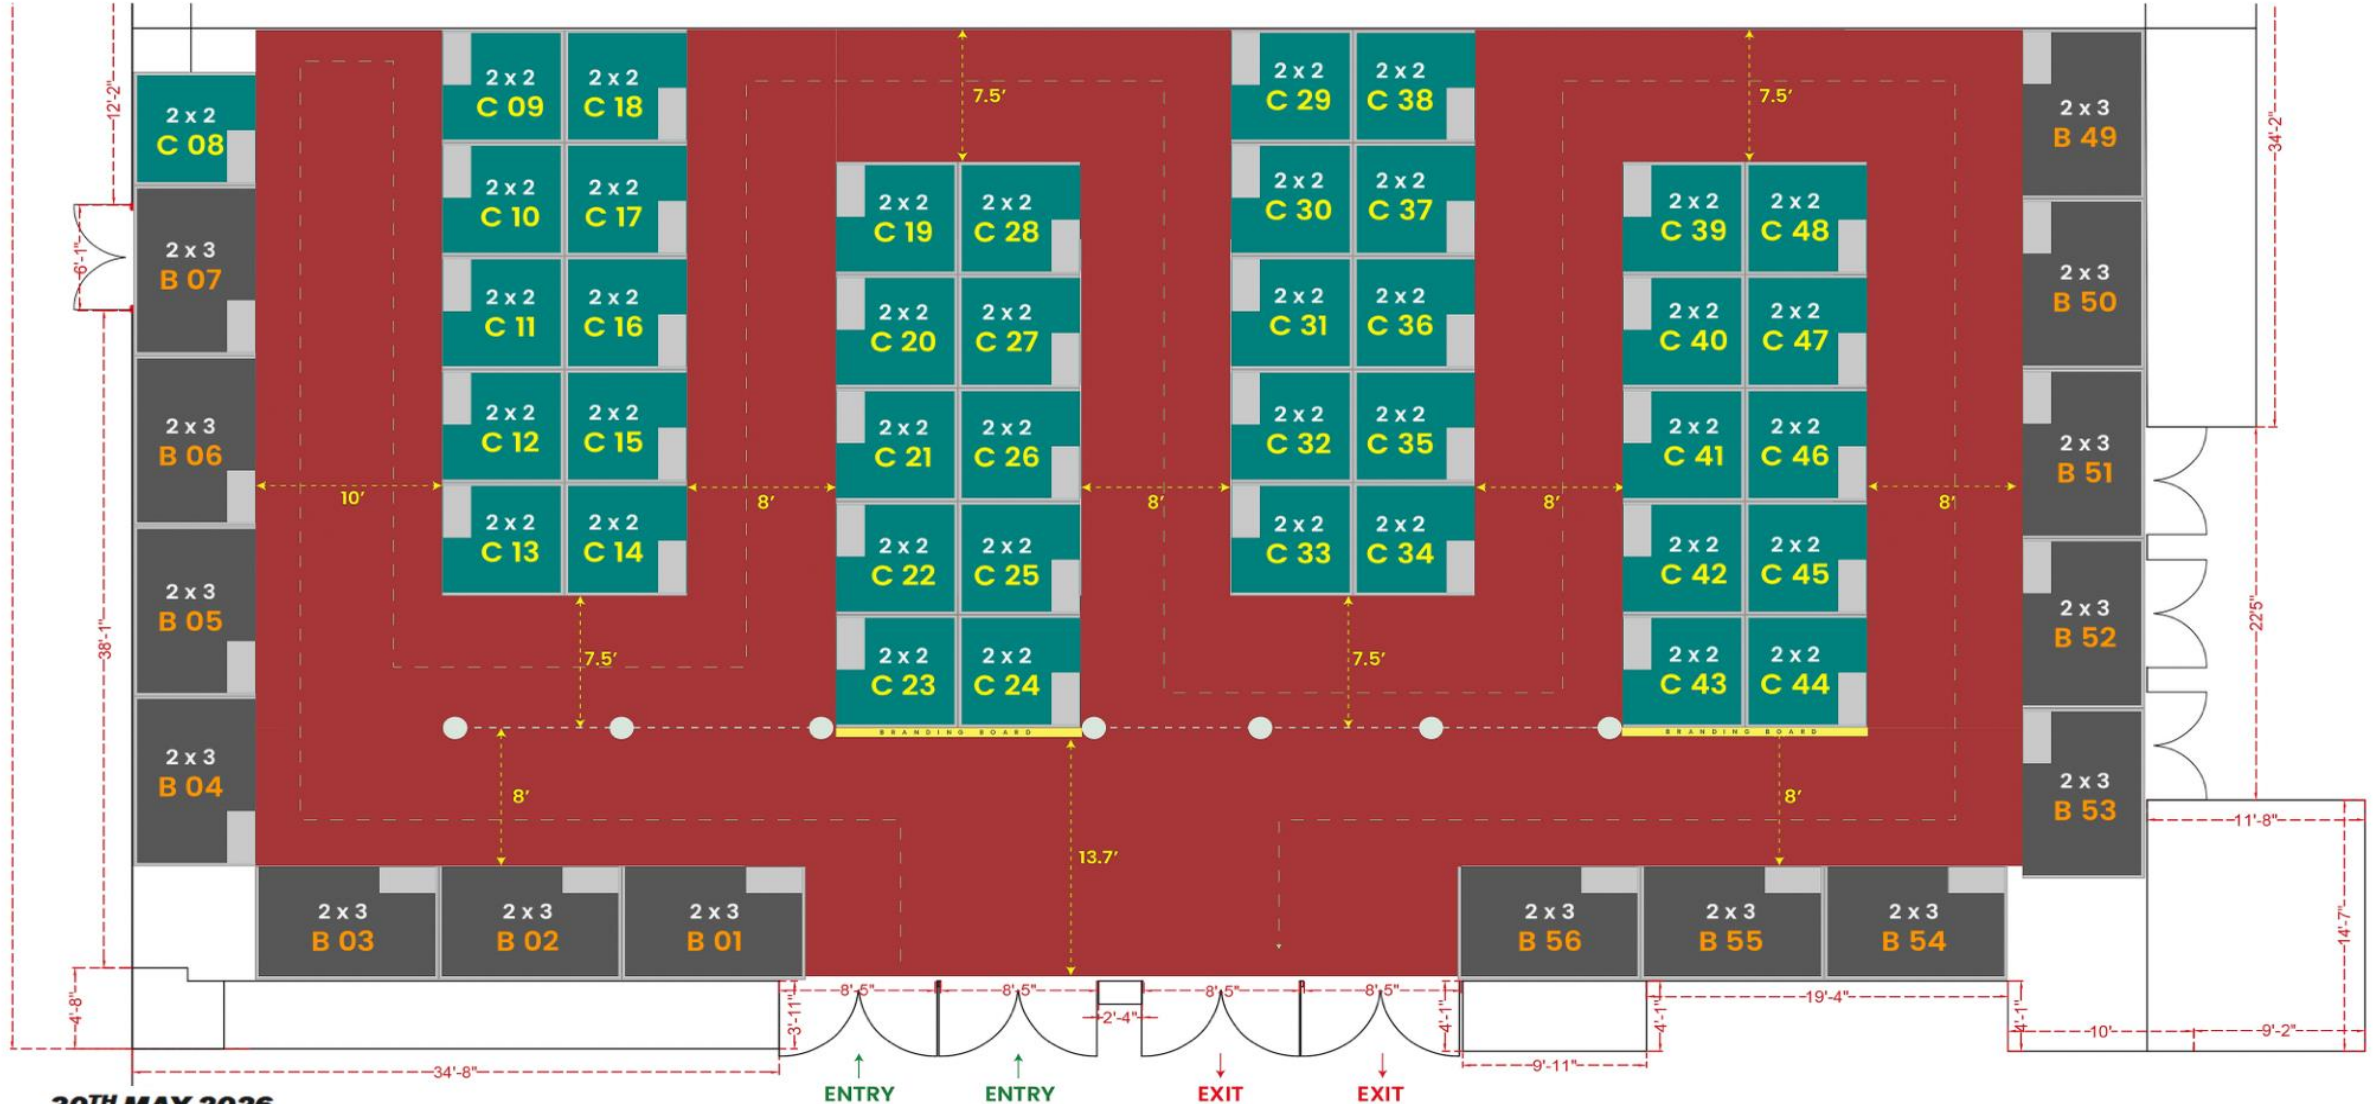 12'-2"
6'-1"
38'-1"
4'-8"
34'-8"
2 x 2
C 08
2 x 3
B 07
2 x 3
B 06
2 x 3
B 05
2 x 3
B 04
2 x 3
B 03
2 x 3
B 02
2 x 3
B 01
10'
2 x 2
C 09
2 x 2
C 18
2 x 2
C 10
2 x 2
C 17
2 x 2
C 11
2 x 2
C 16
2 x 2
C 12
2 x 2
C 15
2 x 2
C 13
2 x 2
C 14
7.5'
8'
8'
7.5'
2 x 2
C 19
2 x 2
C 28
2 x 2
C 20
2 x 2
C 27
2 x 2
C 21
2 x 2
C 26
2 x 2
C 22
2 x 2
C 25
2 x 2
C 23
2 x 2
C 24
BRANDING BOARD
13.7'
8'
2 x 2
C 29
2 x 2
C 38
2 x 2
C 30
2 x 2
C 37
2 x 2
C 31
2 x 2
C 36
2 x 2
C 32
2 x 2
C 35
2 x 2
C 33
2 x 2
C 34
7.5'
8'
7.5'
2 x 2
C 39
2 x 2
C 48
2 x 2
C 40
2 x 2
C 47
2 x 2
C 41
2 x 2
C 46
2 x 2
C 42
2 x 2
C 45
2 x 2
C 43
2 x 2
C 44
BRANDING BOARD
8'
8'
2 x 3
B 49
2 x 3
B 50
2 x 3
B 51
2 x 3
B 52
2 x 3
B 53
2 x 3
B 56
2 x 3
B 55
2 x 3
B 54
34'-2"
22'5"
11'-8"
14'-7"
3'-11"
8'-5"
8'-5"
2'-4"
8'-5"
8'-5"
4'-1"
4'-1"
9'-11"
19'-4"
4'-1"
10'
9'-2"
ENTRY
ENTRY
EXIT
EXIT
MAY 2026